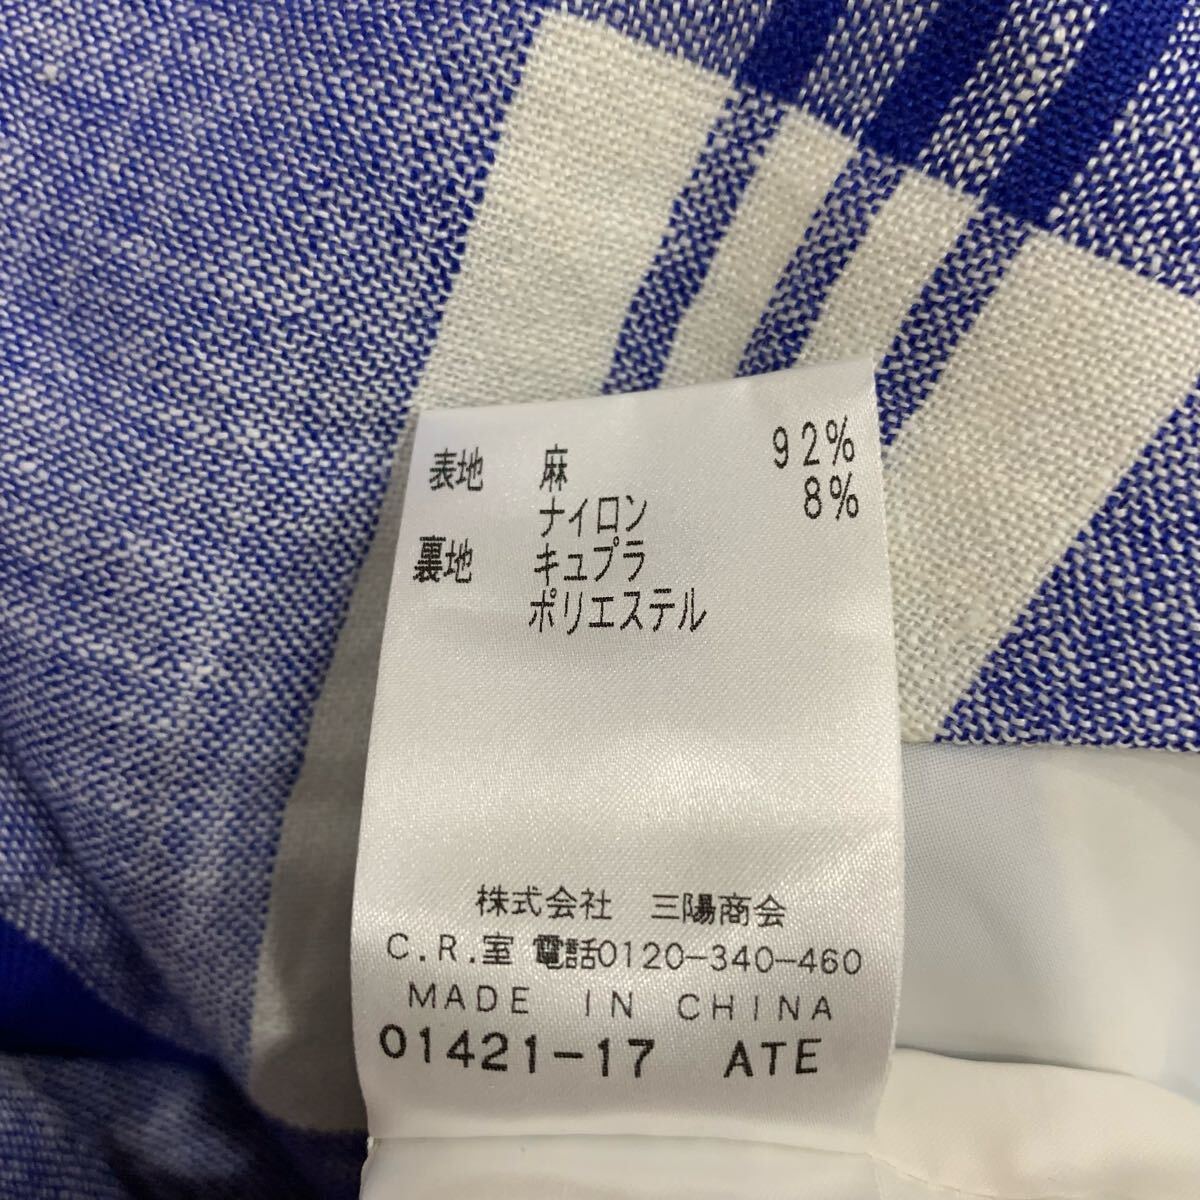 表地 麻 92%
ナイロン 8%
裏地 キュプラ
ポリエステル
株式会社 三陽商会
C.R.室 電話0120-340-460
MADE IN CHINA
01421-17 ATE